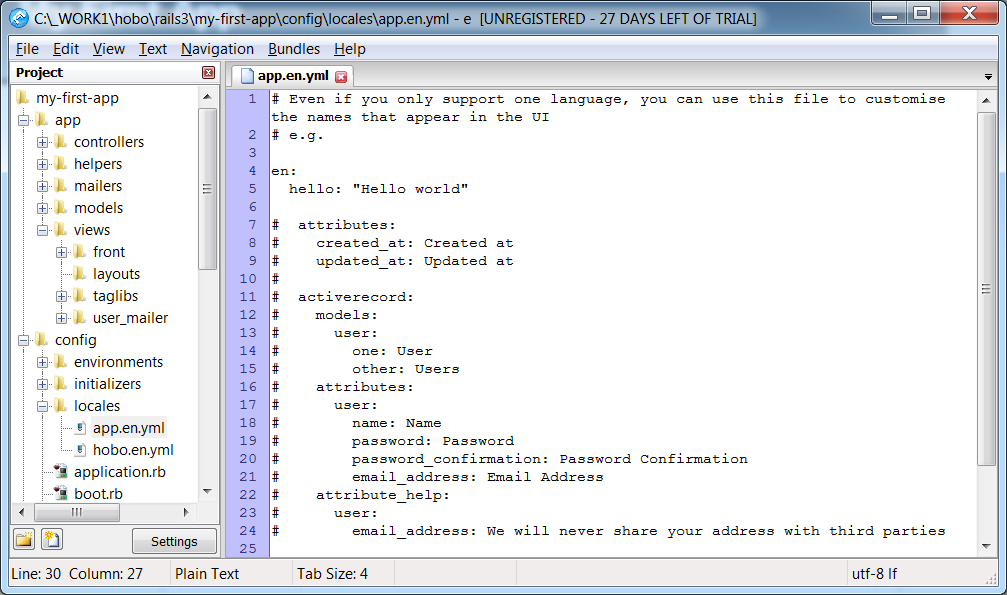 C:\_WORK1\hobo\rails3\my-first-app\config\locales\app.en.yml - e  [UNREGISTERED - 27 DAYS LEFT OF TRIAL]
File Edit View Text Navigation Bundles Help
Project
my-first-app
app
controllers
helpers
mailers
models
views
front
layouts
taglibs
user_mailer
config
environments
initializers
locales
app.en.yml
hobo.en.yml
application.rb
boot.rb
Settings
app.en.yml
1 # Even if you only support one language, you can use this file to customise
the names that appear in the UI
2 # e.g.
3
4 en:
5   hello: "Hello world"
6
7 #  attributes:
8 #    created_at: Created at
9 #    updated_at: Updated at
10 #
11 #  activerecord:
12 #    models:
13 #      user:
14 #        one: User
15 #        other: Users
16 #    attributes:
17 #      user:
18 #        name: Name
19 #        password: Password
20 #        password_confirmation: Password Confirmation
21 #        email_address: Email Address
22 #    attribute_help:
23 #      user:
24 #        email_address: We will never share your address with third parties
25
Line: 30  Column: 27 Plain Text Tab Size: 4 utf-8 lf